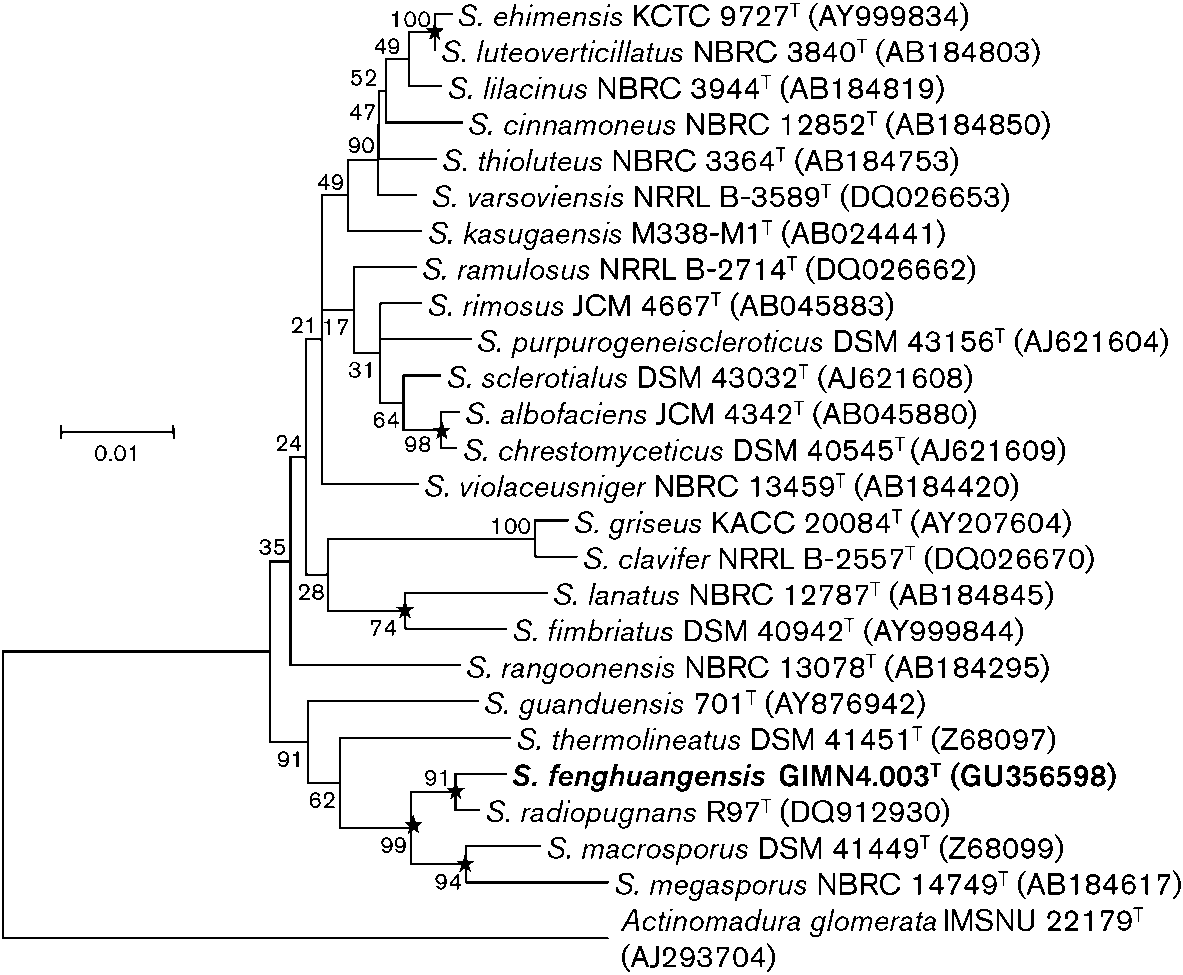 100 S. ehimensis KCTC 9727ᵀ (AY999834)
49 S. luteoverticillatus NBRC 3840ᵀ (AB184803)
52 S. lilacinus NBRC 3944ᵀ (AB184819)
47 S. cinnamoneus NBRC 12852ᵀ (AB184850)
90 S. thioluteus NBRC 3364ᵀ (AB184753)
49 S. varsoviensis NRRL B-3589ᵀ (DQ026653)
S. kasugaensis M338-M1ᵀ (AB024441)
S. ramulosus NRRL B-2714ᵀ (DQ026662)
S. rimosus JCM 4667ᵀ (AB045883)
21 17 S. purpurogeneiscleroticus DSM 43156ᵀ (AJ621604)
31 S. sclerotialus DSM 43032ᵀ (AJ621608)
64 S. albofaciens JCM 4342ᵀ (AB045880)
0.01 24 98 S. chrestomyceticus DSM 40545ᵀ (AJ621609)
S. violaceusniger NBRC 13459ᵀ (AB184420)
100 S. griseus KACC 20084ᵀ (AY207604)
35 S. clavifer NRRL B-2557ᵀ (DQ026670)
28 S. lanatus NBRC 12787ᵀ (AB184845)
74 S. fimbriatus DSM 40942ᵀ (AY999844)
S. rangoonensis NBRC 13078ᵀ (AB184295)
S. guanduensis 701ᵀ (AY876942)
91 S. thermolineatus DSM 41451ᵀ (Z68097)
91 S. fenghuangensis GIMN4.003ᵀ (GU356598)
62 S. radiopugnans R97ᵀ (DQ912930)
99 S. macrosporus DSM 41449ᵀ (Z68099)
94 S. megasporus NBRC 14749ᵀ (AB184617)
Actinomadura glomerata IMSNU 22179ᵀ
(AJ293704)